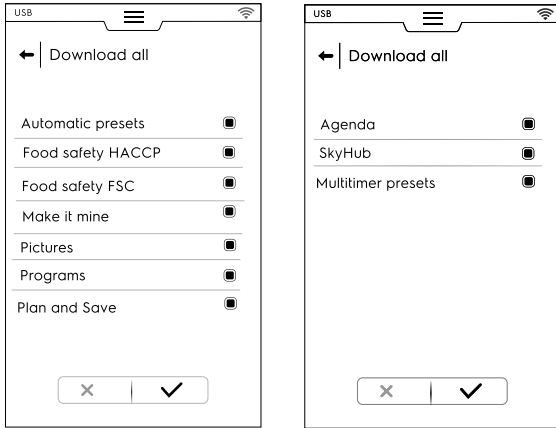 USB
Download all
Automatic presets
Food safety HACCP
Food safety FSC
Make it mine
Pictures
Programs
Plan and Save
USB
Download all
Agenda
SkyHub
Multitimer presets